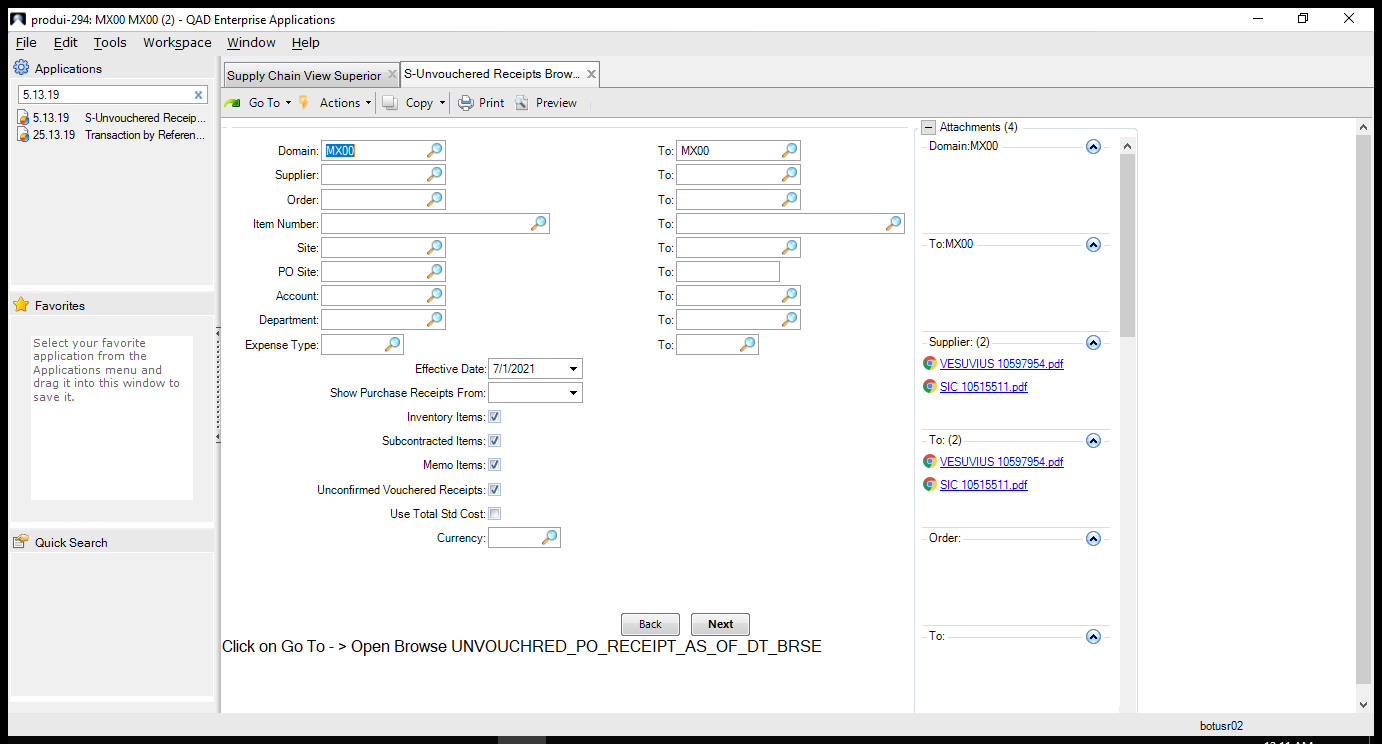 produi-294: MX00 MX00 (2) - QAD Enterprise Applications
File Edit Tools Workspace Window Help
Applications
5.13.19
5.13.19 S-Unvouchered Receip...
25.13.19 Transaction by Referen...
Favorites
Select your favorite
application from the
Applications menu and
drag it into this window to
save it.
Quick Search
Supply Chain View Superior
S-Unvouchered Receipts Brow...
Go To Actions Copy Print Preview
Domain: MX00 To: MX00
Supplier: To:
Order: To:
Item Number: To:
Site: To:
PO Site: To:
Account: To:
Department: To:
Expense Type: To:
Effective Date: 7/1/2021
Show Purchase Receipts From:
Inventory Items:
Subcontracted Items:
Memo Items:
Unconfirmed Vouchered Receipts:
Use Total Std Cost:
Currency:
Back Next
Click on Go To - > Open Browse UNVOUCHRED_PO_RECEIPT_AS_OF_DT_BRSE
Attachments (4)
Domain:MX00
To:MX00
Supplier: (2)
VESUVIUS 10597954.pdf
SIC 10515511.pdf
To: (2)
VESUVIUS 10597954.pdf
SIC 10515511.pdf
Order:
To:
botusr02